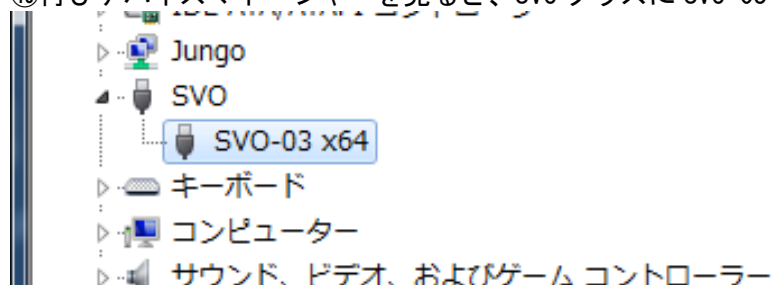 Jungo
SVO
SVO-03 x64
キーボード
コンピューター
サウンド、ビデオ、およびゲーム コントローラー